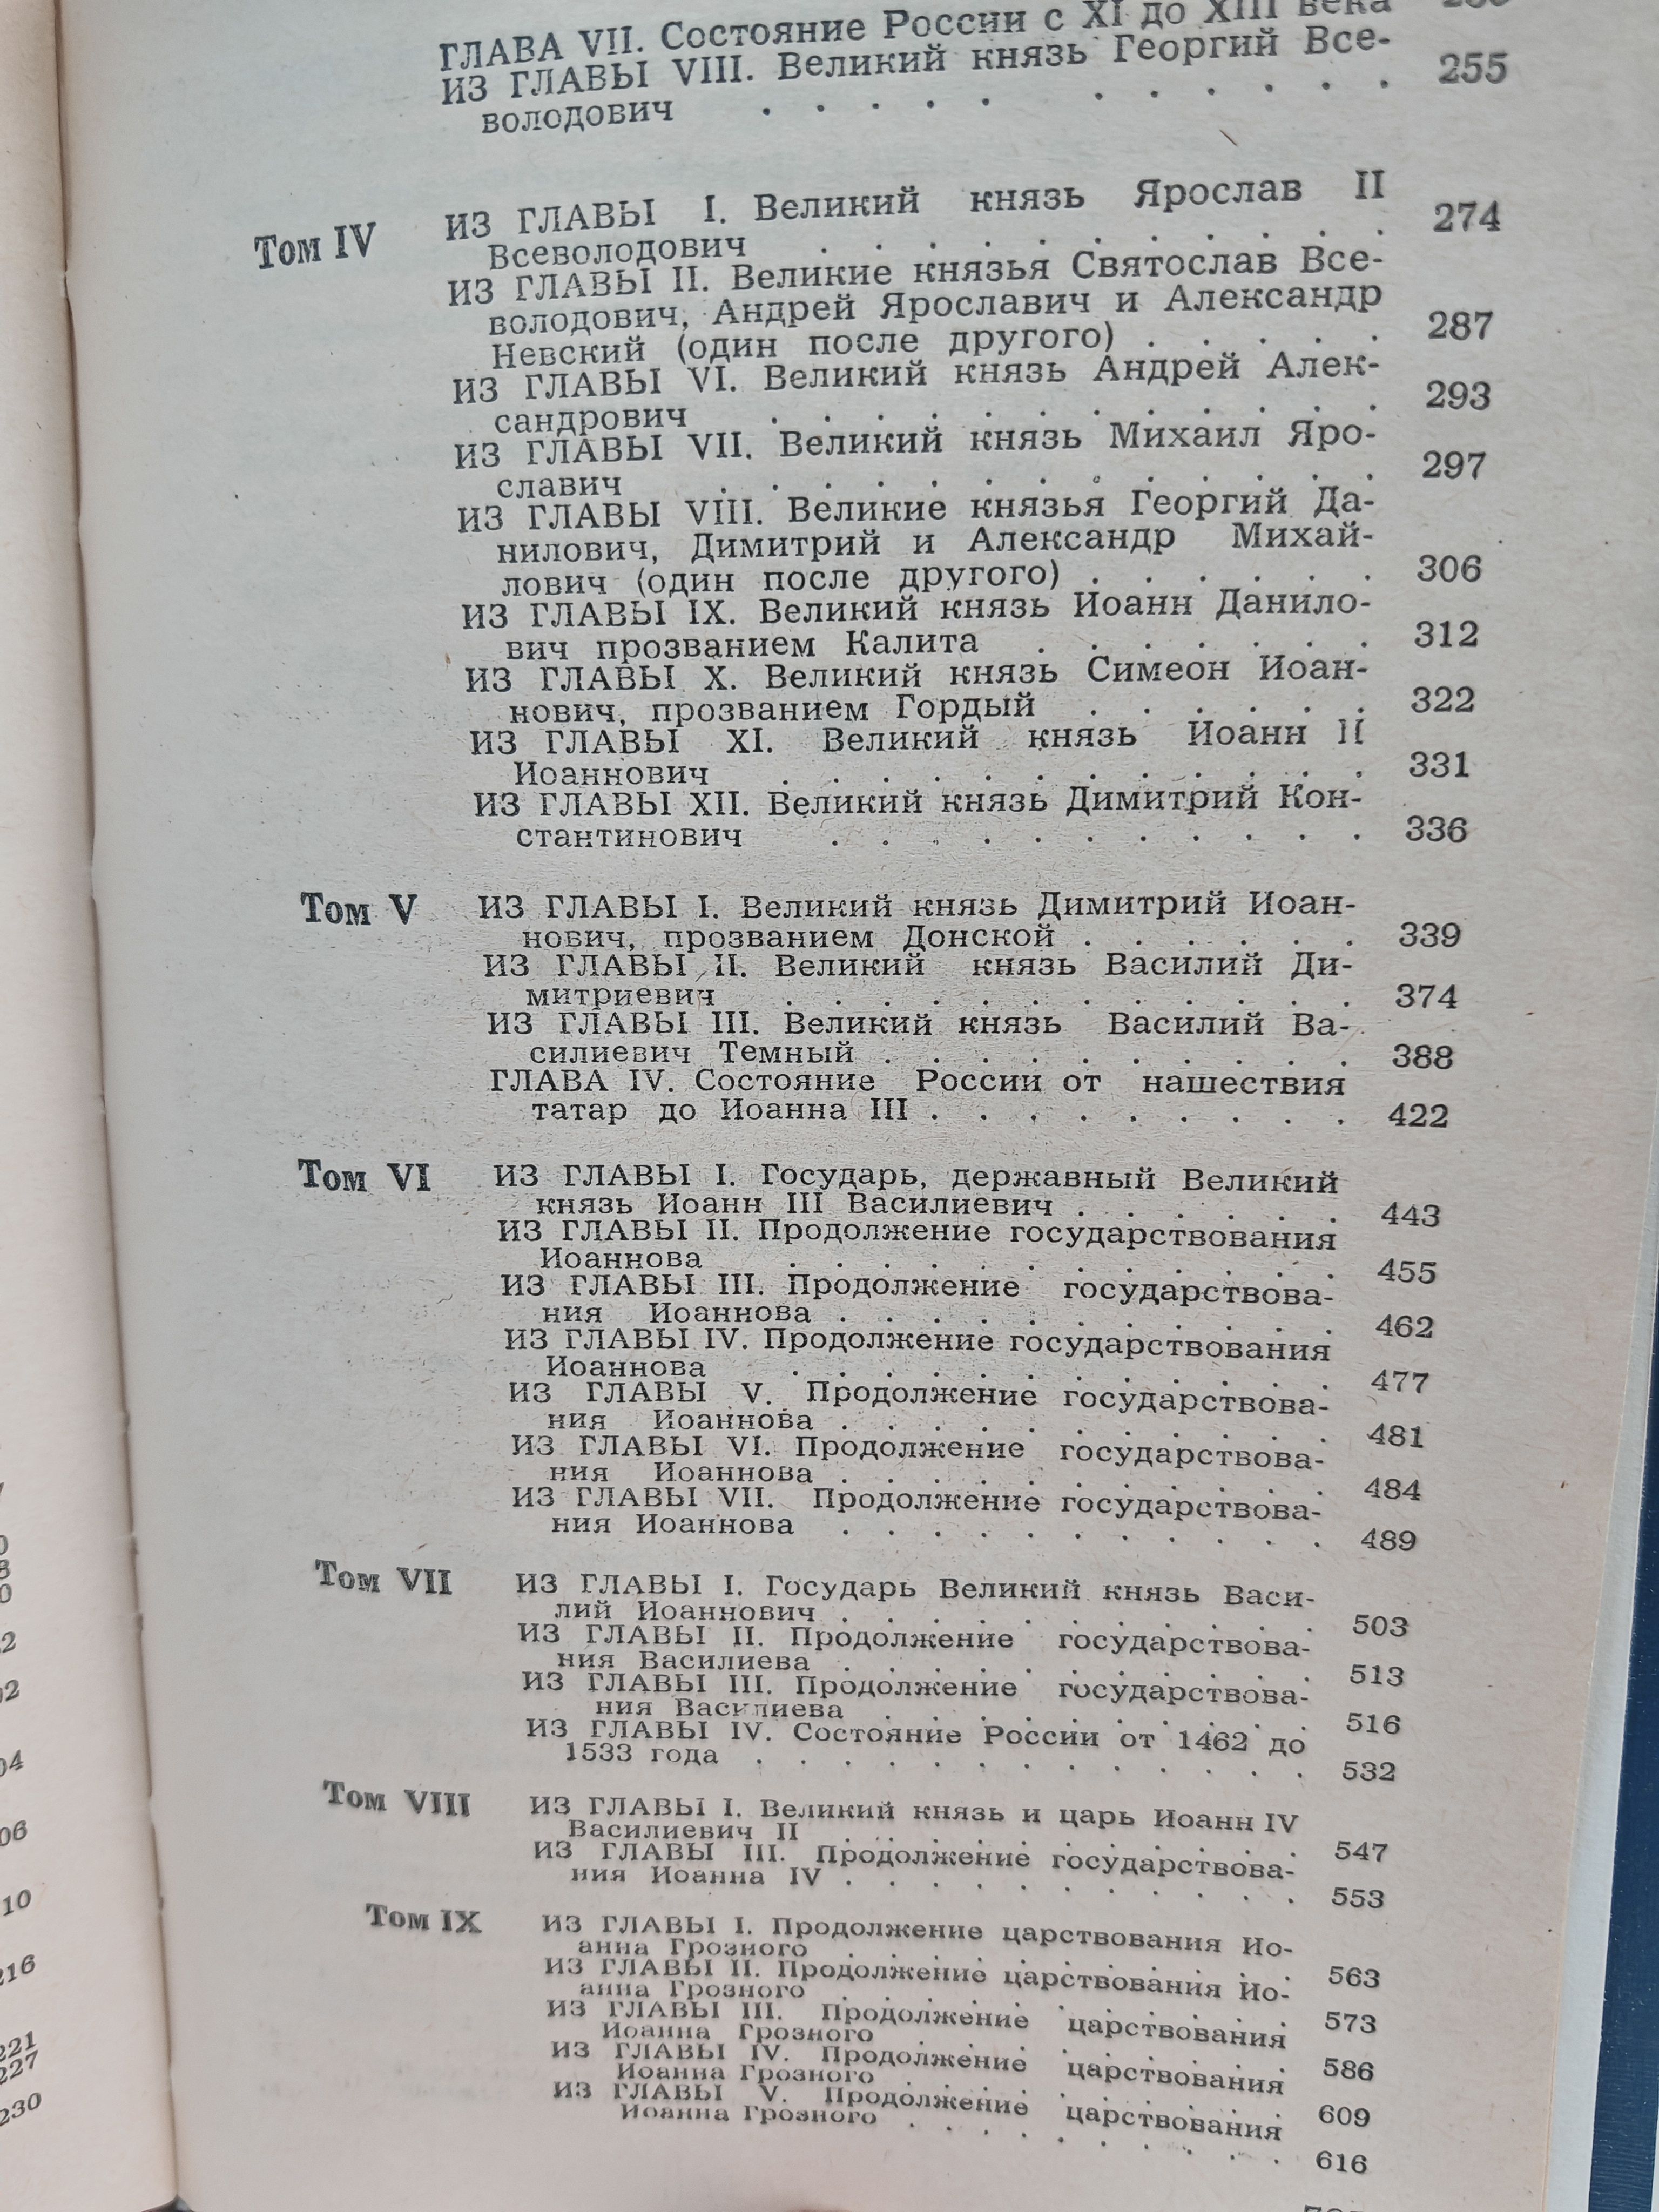 ГЛАВА VII. Состояние России с XI до XIII века
ИЗ ГЛАВЫ VIII. Великий князь Георгий Все-
володович . . . . . . . . . . . 255
Том IV ИЗ ГЛАВЫ I. Великий князь Ярослав II
Всеволодович . . . . . . . . . . . 274
ИЗ ГЛАВЫ II. Великие князья Святослав Все-
володович, Андрей Ярославич и Александр
Невский (один после другого) . . . . . 287
ИЗ ГЛАВЫ VI. Великий князь Андрей Алек-
сандрович . . . . . . . . . . . . 293
ИЗ ГЛАВЫ VII. Великий князь Михаил Яро-
славич . . . . . . . . . . . . . 297
ИЗ ГЛАВЫ VIII. Великие князья Георгий Да-
нилович, Димитрий и Александр Михай-
лович (один после другого) . . . . . . 306
ИЗ ГЛАВЫ IX. Великий князь Иоанн Данило-
вич прозванием Калита . . . . . . . 312
ИЗ ГЛАВЫ X. Великий князь Симеон Иоан-
нович, прозванием Гордый . . . . . . 322
ИЗ ГЛАВЫ XI. Великий князь Иоанн II
Иоаннович . . . . . . . . . . . . 331
ИЗ ГЛАВЫ XII. Великий князь Димитрий Кон-
стантинович . . . . . . . . . . . 336
Том V ИЗ ГЛАВЫ I. Великий князь Димитрий Иоан-
нович, прозванием Донской . . . . . . 339
ИЗ ГЛАВЫ II. Великий князь Василий Ди-
митриевич . . . . . . . . . . . . 374
ИЗ ГЛАВЫ III. Великий князь Василий Ва-
силиевич Темный . . . . . . . . . . 388
ГЛАВА IV. Состояние России от нашествия
татар до Иоанна III . . . . . . . . . 422
Том VI ИЗ ГЛАВЫ I. Государь, державный Великий
князь Иоанн III Василиевич . . . . . . 443
ИЗ ГЛАВЫ II. Продолжение государствования
Иоаннова . . . . . . . . . . . . 455
ИЗ ГЛАВЫ III. Продолжение государствова-
ния Иоаннова . . . . . . . . . . . 462
ИЗ ГЛАВЫ IV. Продолжение государствования
Иоаннова . . . . . . . . . . . . 477
ИЗ ГЛАВЫ V. Продолжение государствова-
ния Иоаннова . . . . . . . . . . . 481
ИЗ ГЛАВЫ VI. Продолжение государствова-
ния Иоаннова . . . . . . . . . . . 484
ИЗ ГЛАВЫ VII. Продолжение государствова-
ния Иоаннова . . . . . . . . . . . 489
Том VII ИЗ ГЛАВЫ I. Государь Великий князь Васи-
лий Иоаннович . . . . . . . . . . . 503
ИЗ ГЛАВЫ II. Продолжение государствова-
ния Василиева . . . . . . . . . . . 513
ИЗ ГЛАВЫ III. Продолжение государствова-
ния Василиева . . . . . . . . . . 516
ИЗ ГЛАВЫ IV. Состояние России от 1462 до
1533 года . . . . . . . . . . . . . 532
Том VIII ИЗ ГЛАВЫ I. Великий князь и царь Иоанн IV
Василиевич II . . . . . . . . . . . 547
ИЗ ГЛАВЫ III. Продолжение государствова-
ния Иоанна IV . . . . . . . . . . . 553
Том IX ИЗ ГЛАВЫ I. Продолжение царствования Ио-
анна Грозного . . . . . . . . . . . 563
ИЗ ГЛАВЫ II. Продолжение царствования Ио-
анна Грозного . . . . . . . . . . . 573
ИЗ ГЛАВЫ III. Продолжение царствования
Иоанна Грозного . . . . . . . . . 586
ИЗ ГЛАВЫ IV. Продолжение царствования
Иоанна Грозного . . . . . . . . . 609
ИЗ ГЛАВЫ V. Продолжение царствования
Иоанна Грозного . . . . . . . . . 616